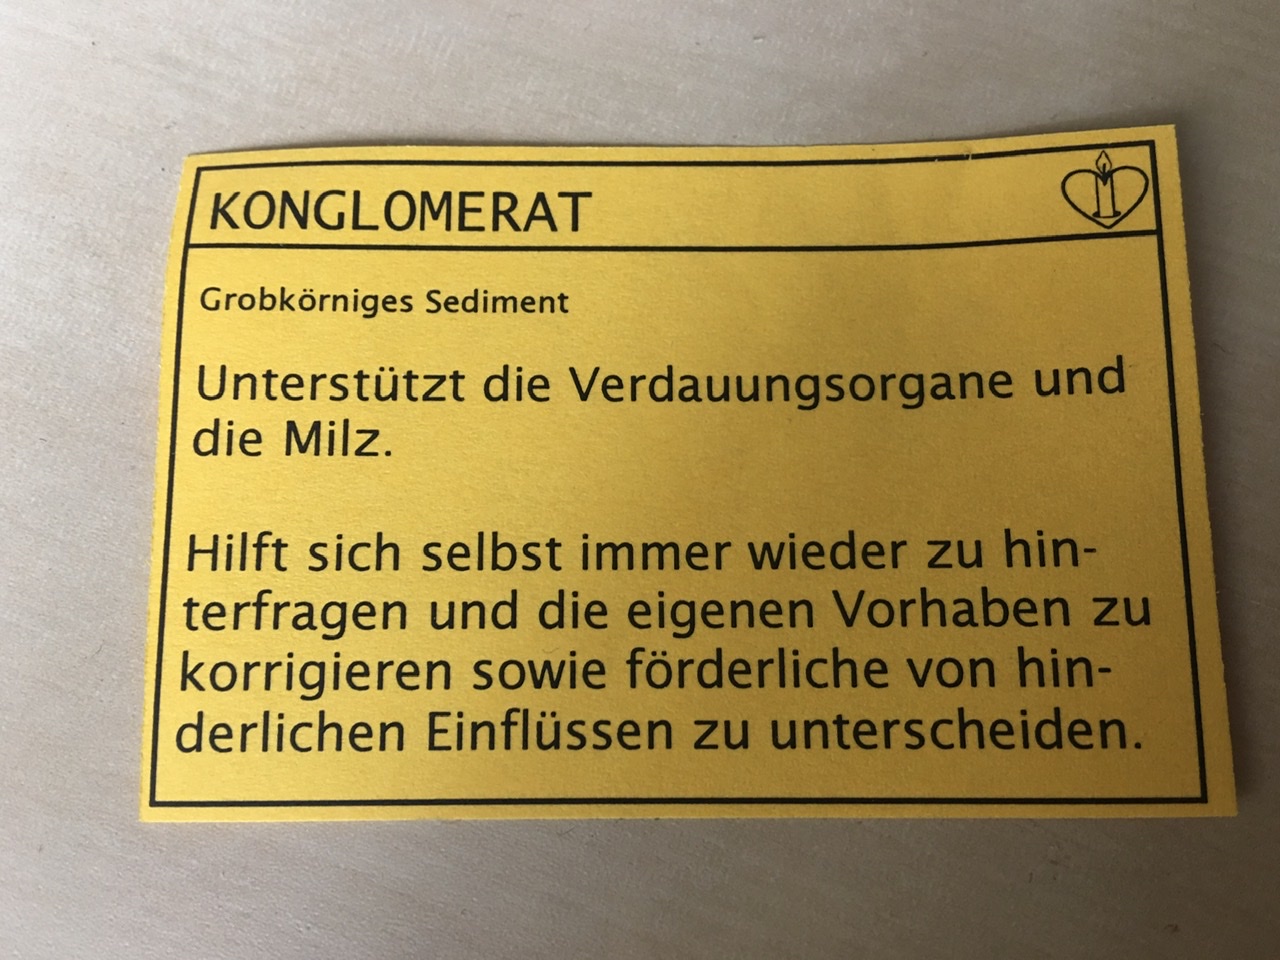 KONGLOMERAT
Grobkörniges Sediment
Unterstützt die Verdauungsorgane und
die Milz.
Hilft sich selbst immer wieder zu hin-
terfragen und die eigenen Vorhaben zu
korrigieren sowie förderliche von hin-
derlichen Einflüssen zu unterscheiden.